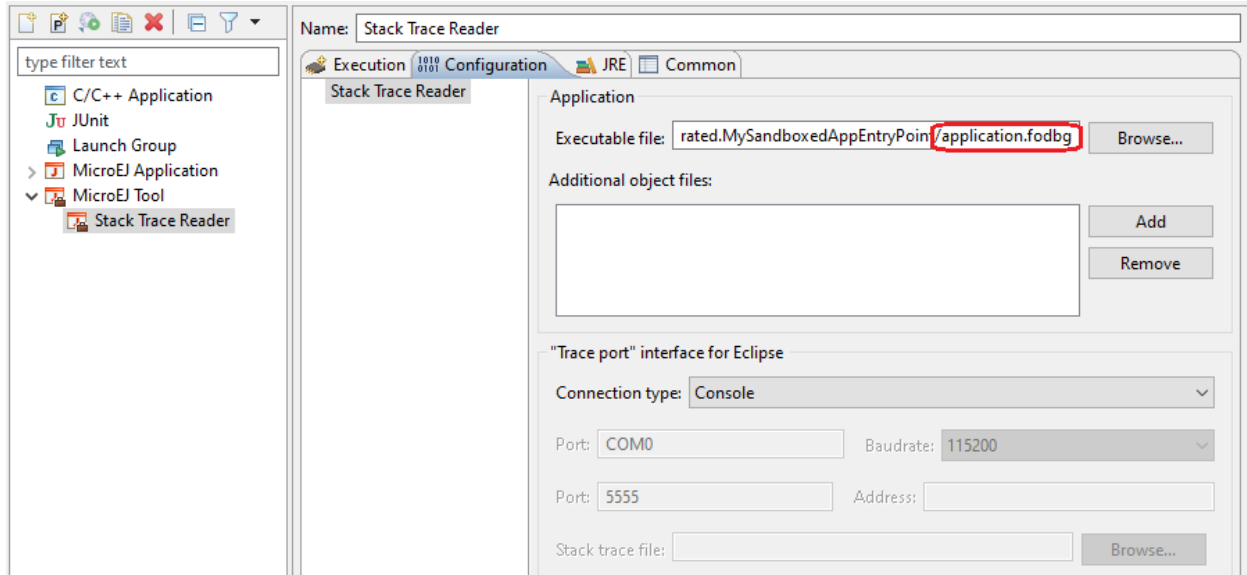 Name: Stack Trace Reader
type filter text
Execution Configuration JRE Common
C/C++ Application
JUnit
Launch Group
MicroEJ Application
MicroEJ Tool
Stack Trace Reader
Stack Trace Reader
Application
Executable file: rated.MySandboxedAppEntryPoint/application.fodbg Browse...
Additional object files:
Add
Remove
"Trace port" interface for Eclipse
Connection type: Console
Port: COM0 Baudrate: 115200
Port: 5555 Address:
Stack trace file: Browse...